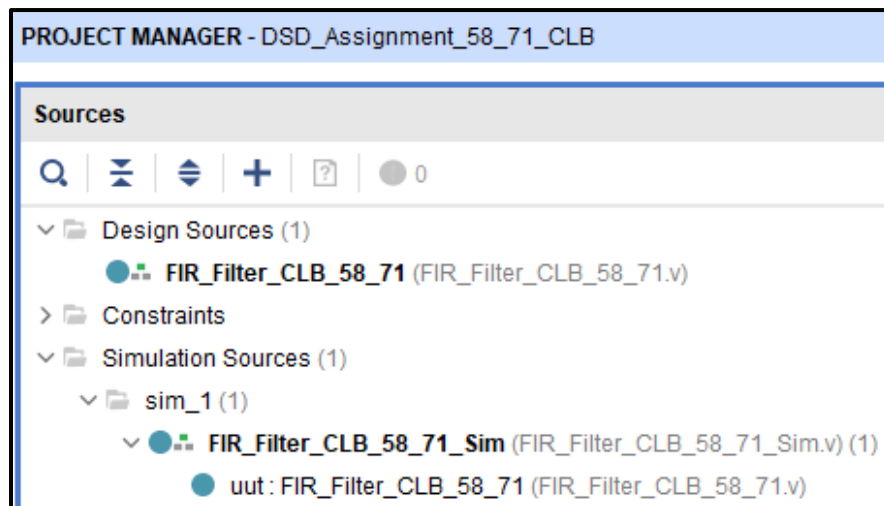 PROJECT MANAGER - DSD_Assignment_58_71_CLB
Sources
? 0
Design Sources (1)
FIR_Filter_CLB_58_71 (FIR_Filter_CLB_58_71.v)
Constraints
Simulation Sources (1)
sim_1 (1)
FIR_Filter_CLB_58_71_Sim (FIR_Filter_CLB_58_71_Sim.v) (1)
uut : FIR_Filter_CLB_58_71 (FIR_Filter_CLB_58_71.v)